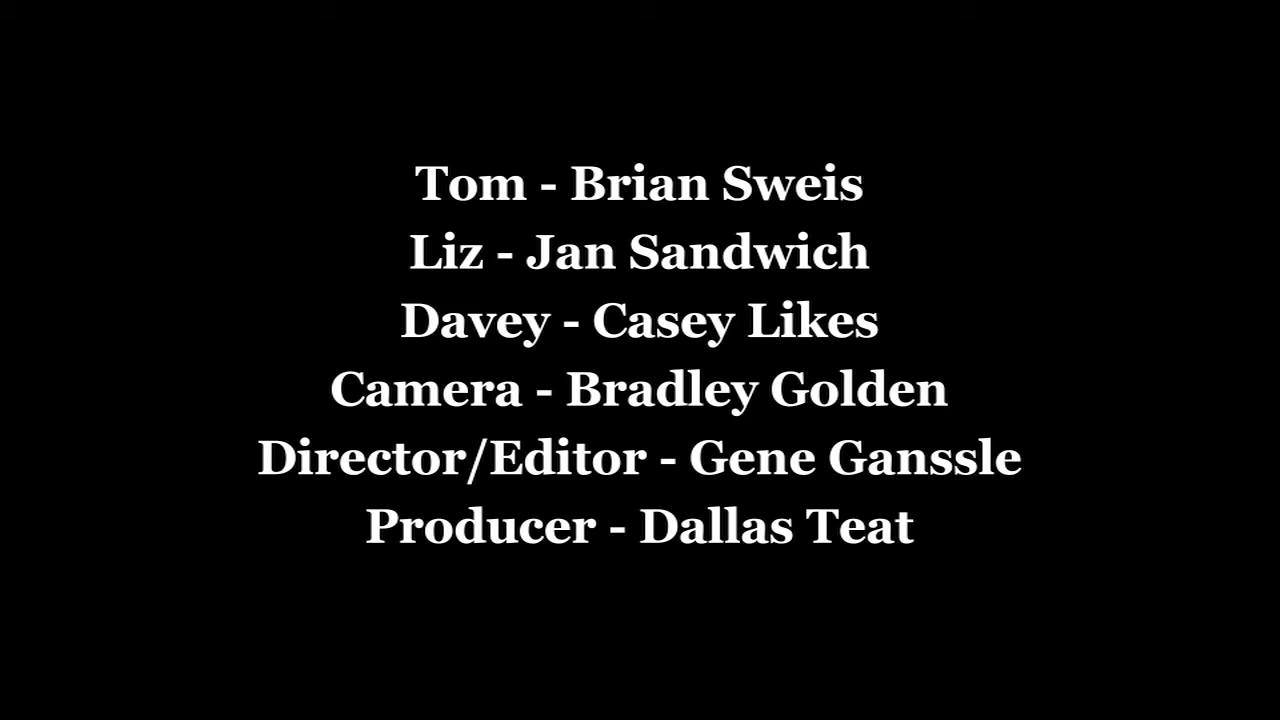 Tom - Brian Sweis
Liz - Jan Sandwich
Davey - Casey Likes
Camera - Bradley Golden
Director/Editor - Gene Ganssle
Producer - Dallas Teat